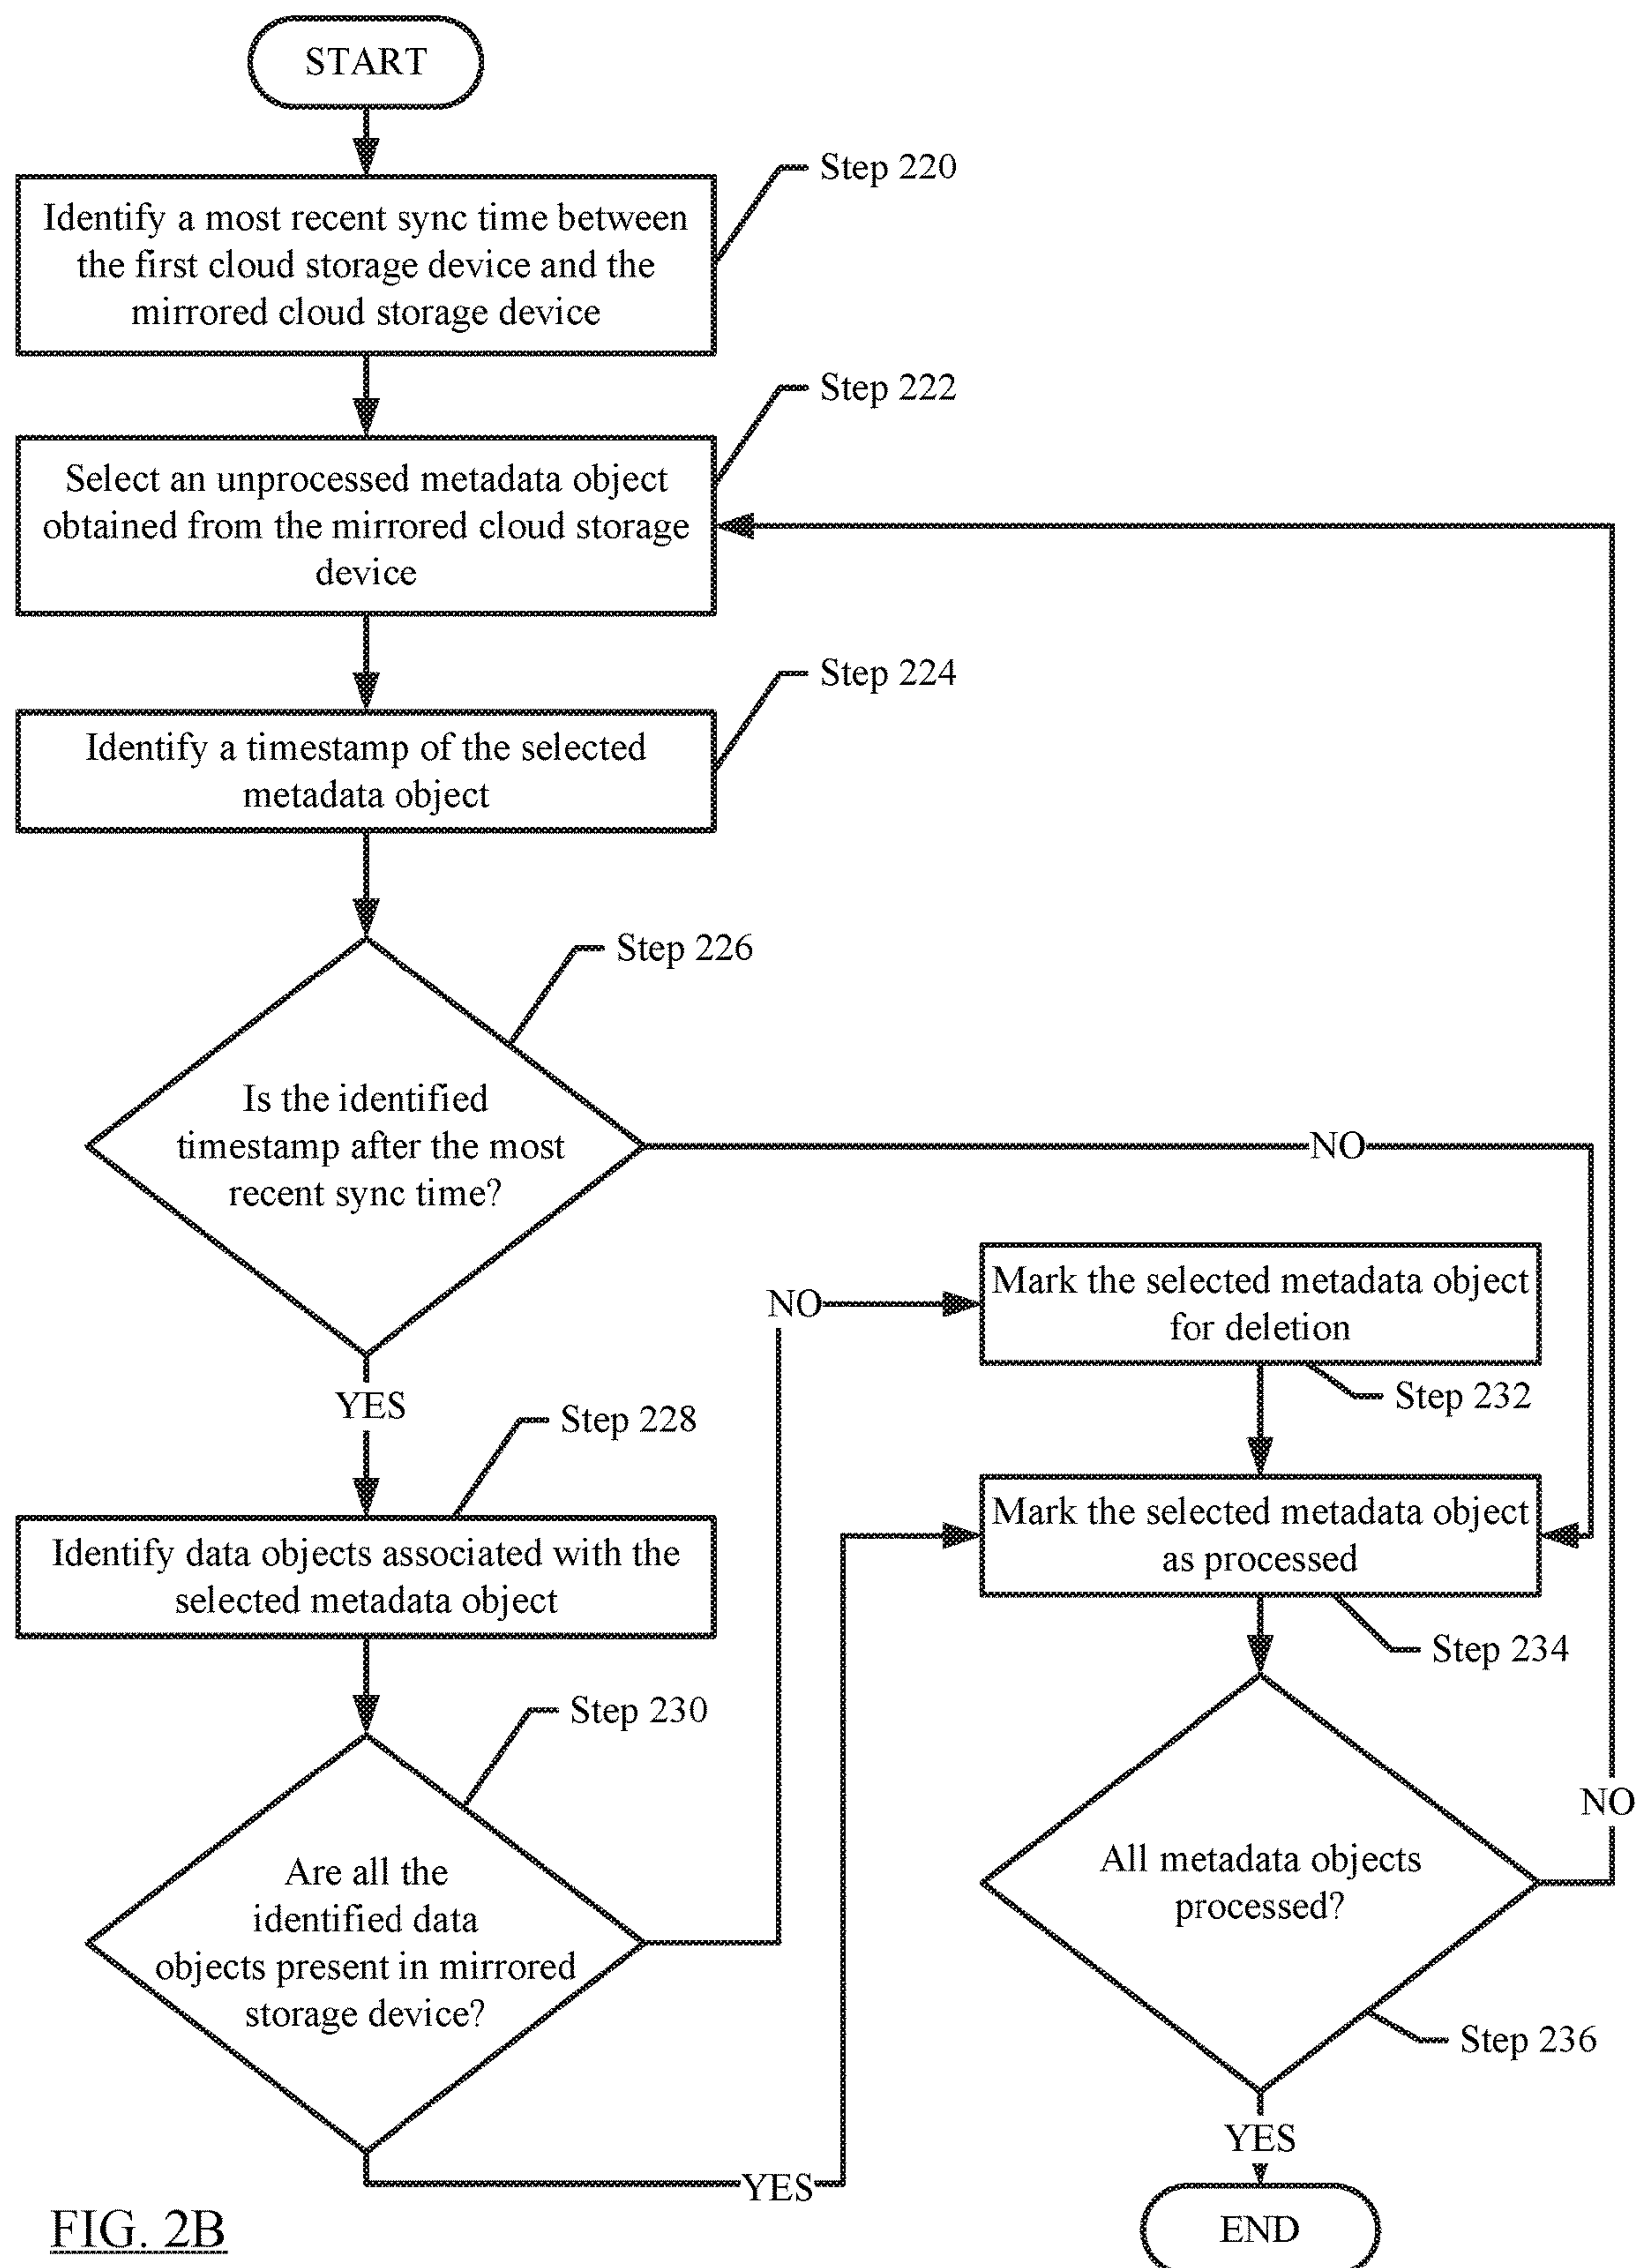 START
Step 220
Identify a most recent sync time between
the first cloud storage device and the
mirrored cloud storage device
Step 222
Select an unprocessed metadata object
obtained from the mirrored cloud storage
device
Step 224
Identify a timestamp of the selected
metadata object
Step 226
Is the identified
timestamp after the most
recent sync time?
NO
YES
Step 228
Identify data objects associated with the
selected metadata object
Step 230
Are all the
identified data
objects present in mirrored
storage device?
NO
YES
Mark the selected metadata object
for deletion
Step 232
Mark the selected metadata object
as processed
Step 234
All metadata objects
processed?
NO
Step 236
YES
END
FIG. 2B